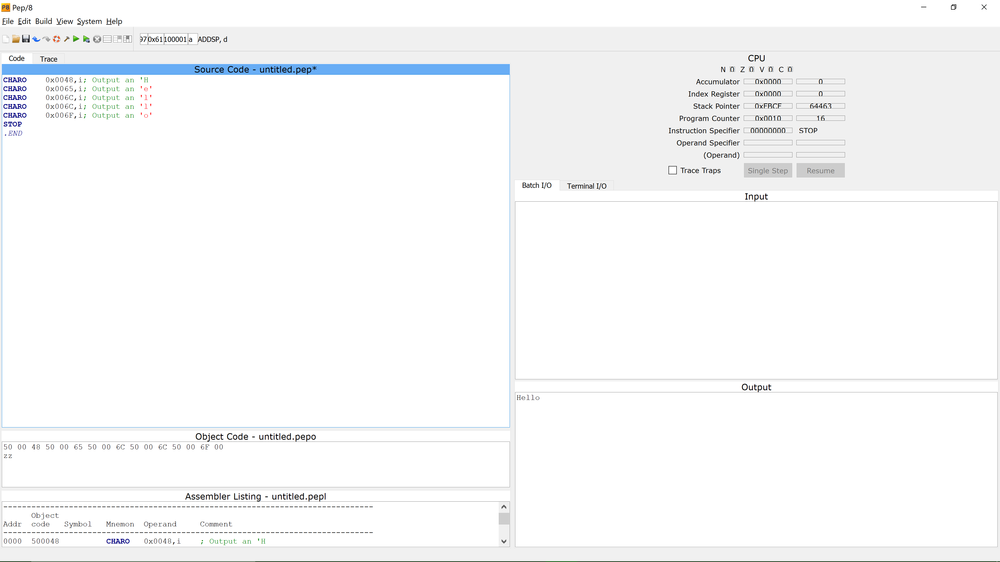 P8 Pep/8
File Edit Build View System Help
97 0x61 100001 a ADDSP, d
Code Trace
Source Code - untitled.pep*
CHARO 0x0048,i; Output an 'H
CHARO 0x0065,i; Output an 'e'
CHARO 0x006C,i; Output an 'l'
CHARO 0x006C,i; Output an 'l'
CHARO 0x006F,i; Output an 'o'
STOP
.END
Object Code - untitled.pepo
50 00 48 50 00 65 50 00 6C 50 00 6C 50 00 6F 00
zz
Assembler Listing - untitled.pepl
-------------------------------------------------------------------------------
Object
Addr code Symbol Mnemon Operand Comment
-------------------------------------------------------------------------------
0000 500048 CHARO 0x0048,i ; Output an 'H
CPU
N 0 Z 0 V 0 C 0
Accumulator 0x0000 0
Index Register 0x0000 0
Stack Pointer 0xFBCF 64463
Program Counter 0x0010 16
Instruction Specifier 00000000 STOP
Operand Specifier
(Operand)
Trace Traps Single Step Resume
Batch I/O Terminal I/O
Input
Output
Hello